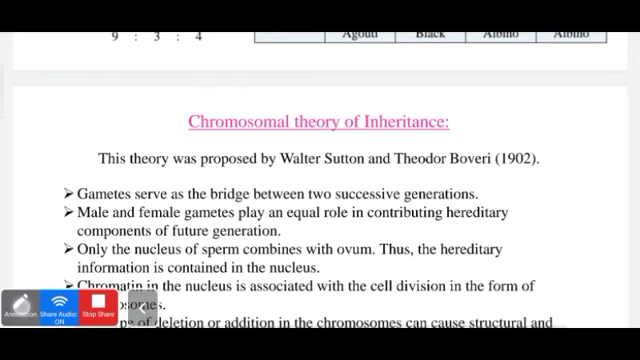 9 : 3 : 4
Agouti Black Albino Albino
Chromosomal theory of Inheritance:
This theory was proposed by Walter Sutton and Theodor Boveri (1902).
➤ Gametes serve as the bridge between two successive generations.
➤ Male and female gametes play an equal role in contributing hereditary
components of future generation.
➤ Only the nucleus of sperm combines with ovum. Thus, the hereditary
information is contained in the nucleus.
➤ Chromatin in the nucleus is associated with the cell division in the form of
of deletion or addition in the chromosomes can cause structural and
Annotation
Share Audio:
ON
Stop Share